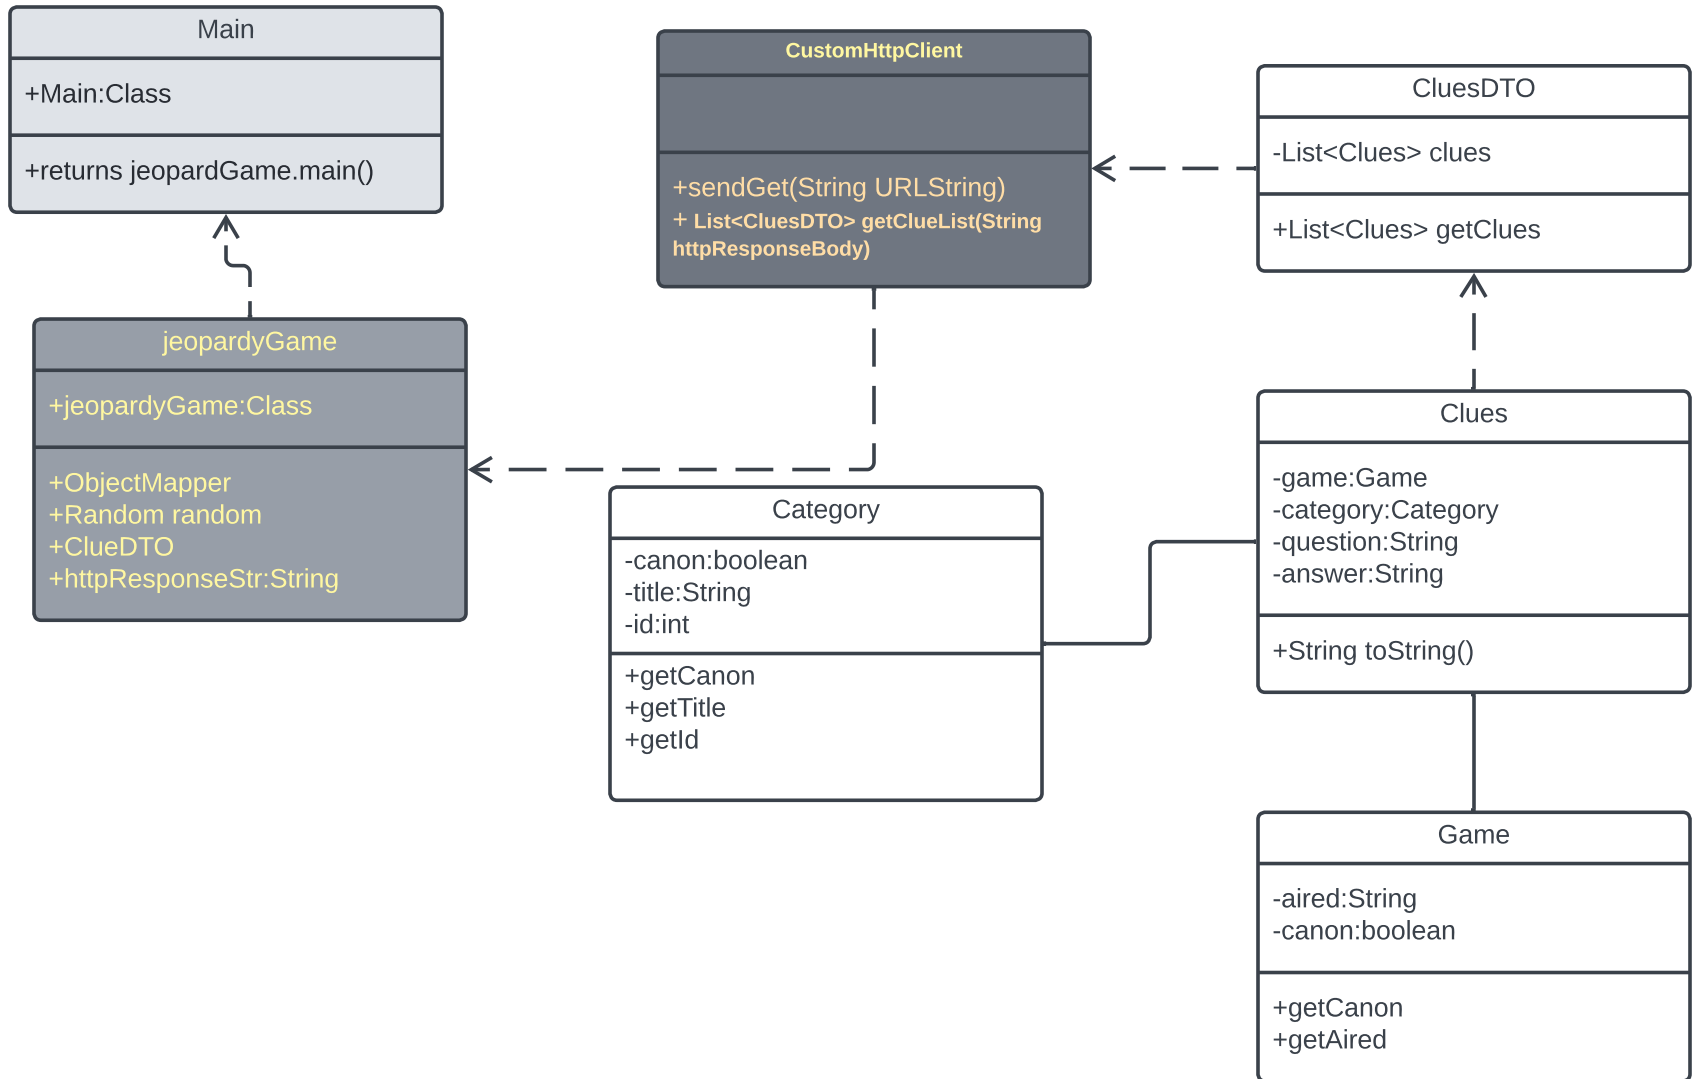 Main
+Main:Class
+returns jeopardGame.main()
jeopardyGame
+jeopardyGame:Class
+ObjectMapper
+Random random
+ClueDTO
+httpResponseStr:String
CustomHttpClient
+sendGet(String URLString)
+ List<CluesDTO> getClueList(String
httpResponseBody)
Category
-canon:boolean
-title:String
-id:int
+getCanon
+getTitle
+getId
CluesDTO
-List<Clues> clues
+List<Clues> getClues
Clues
-game:Game
-category:Category
-question:String
-answer:String
+String toString()
Game
-aired:String
-canon:boolean
+getCanon
+getAired